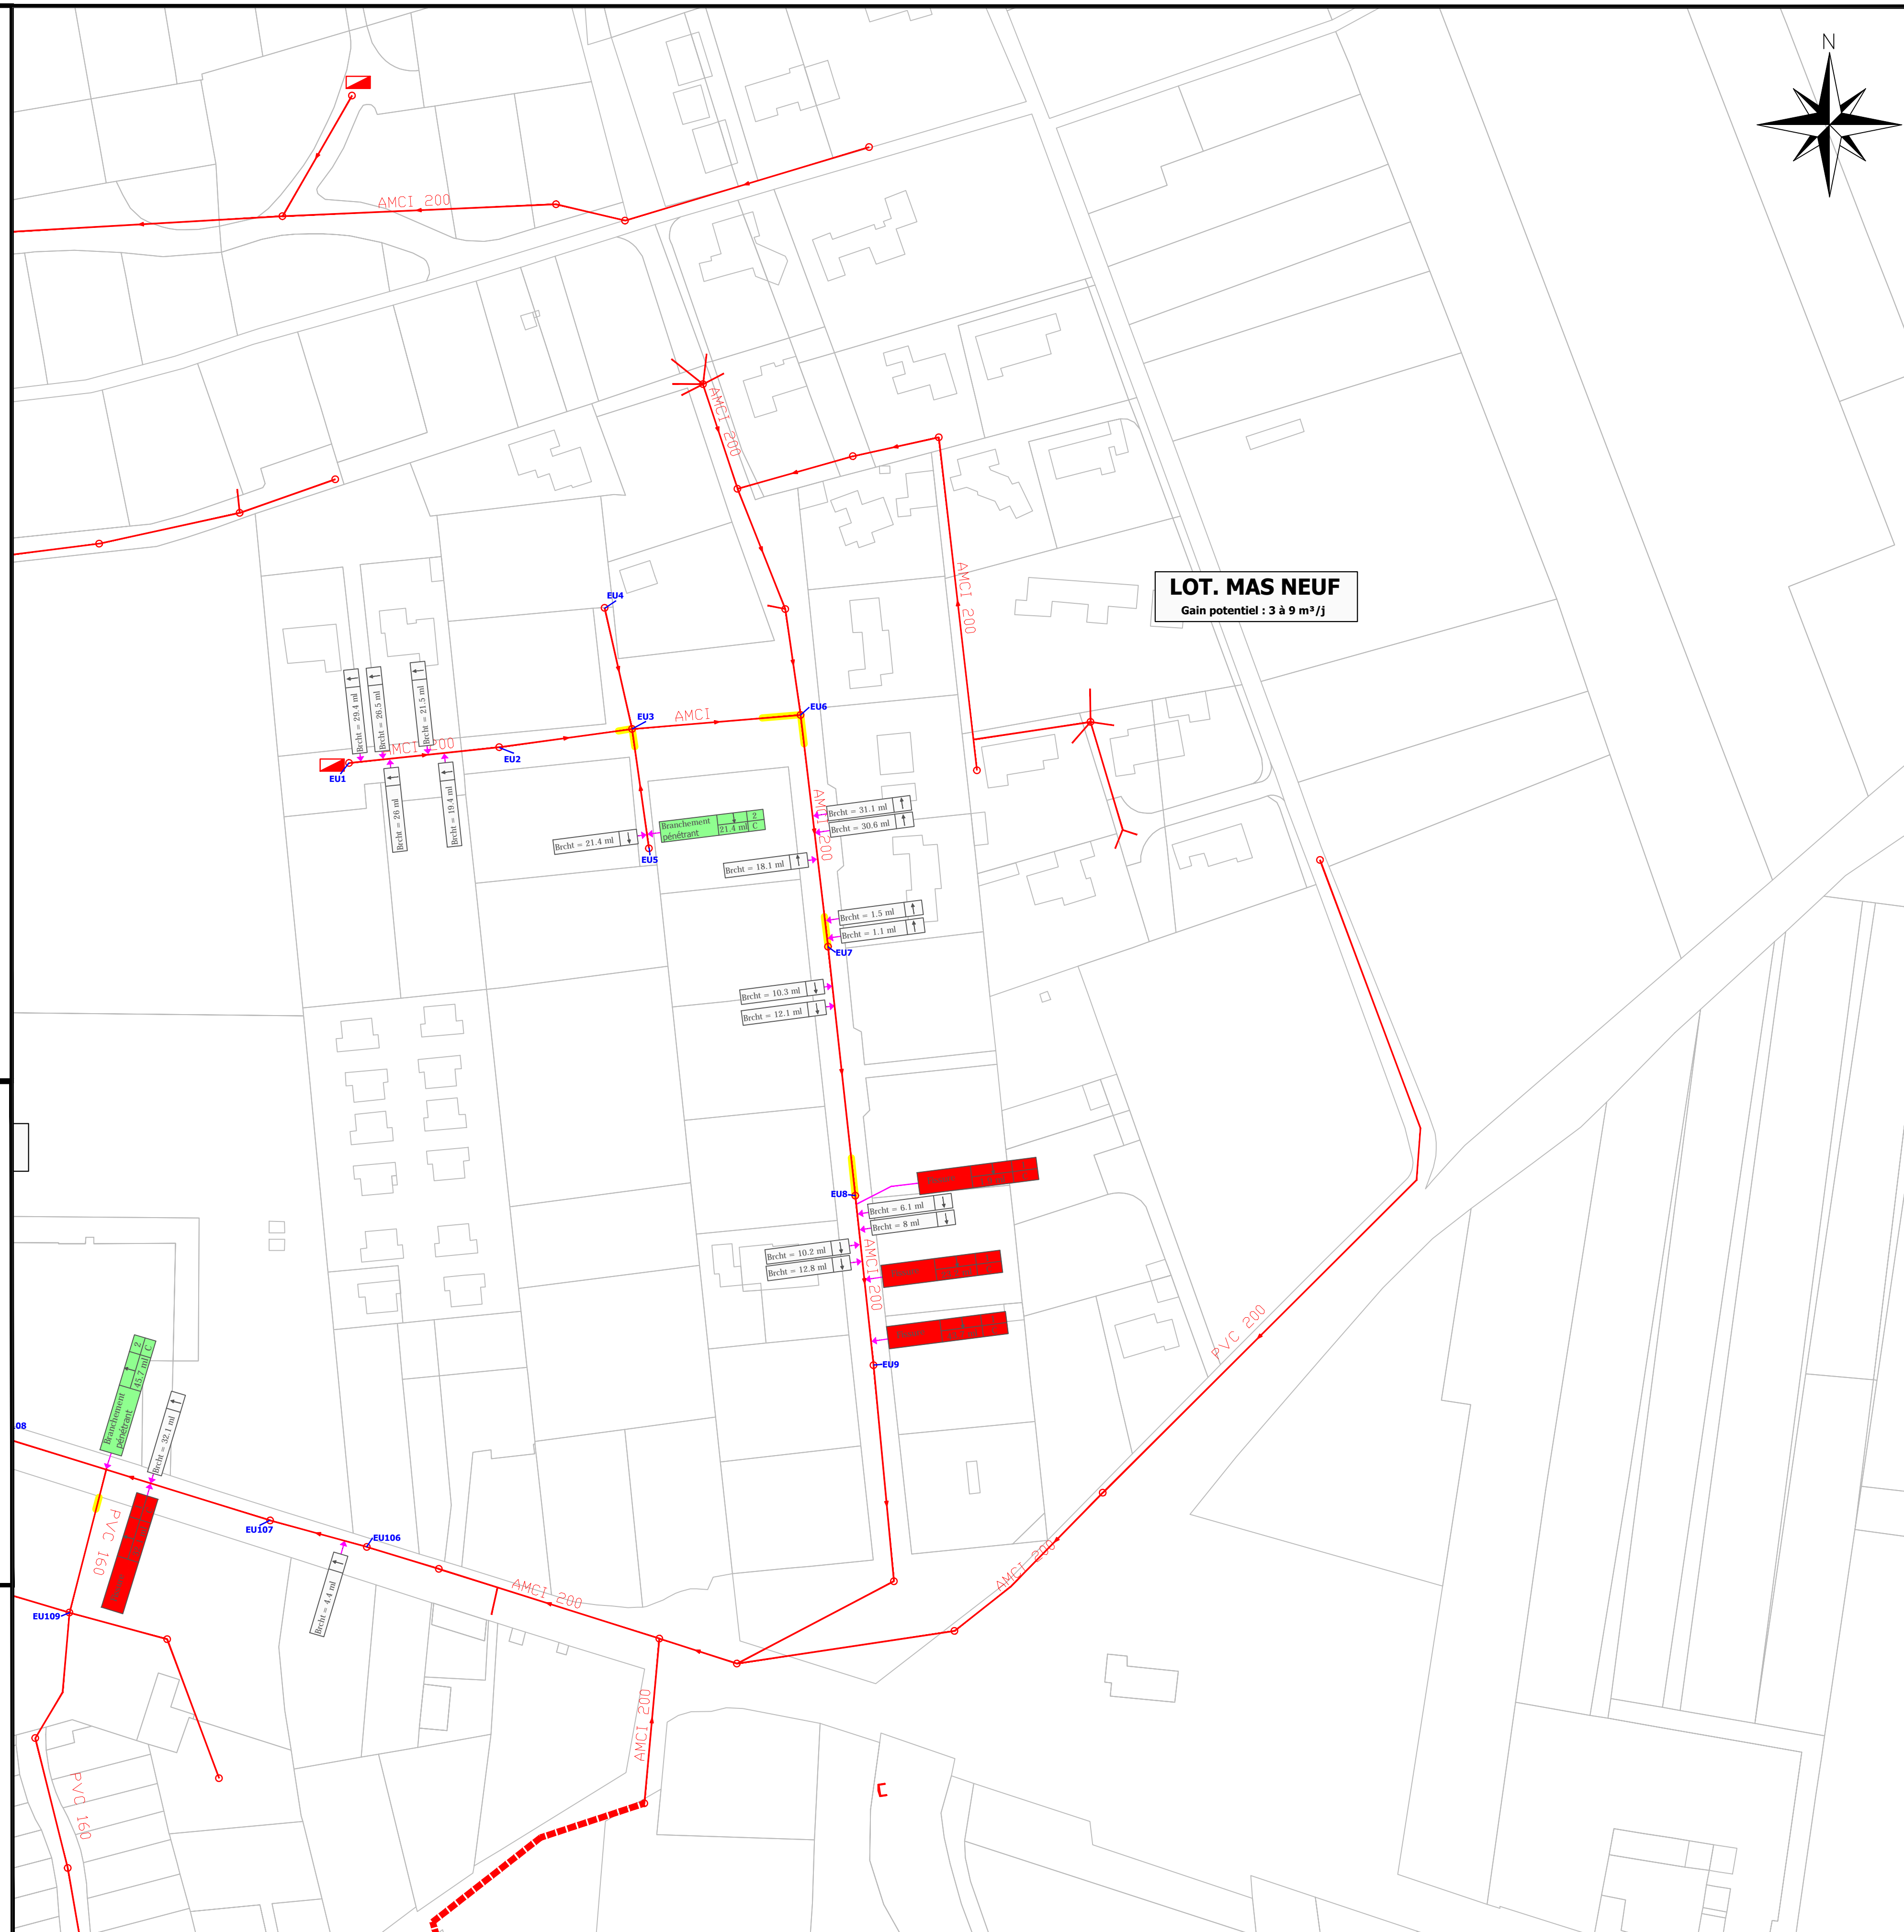 N
AMCI 200
AMCI 200
AMCI 200
LOT. MAS NEUF
Gain potentiel : 3 à 9 m³/j
EU4
EU3
AMCI
EU6
Brcht = 29.4 ml
Brcht = 26.5 ml
Brcht = 21.5 ml
AMCI 200
EU2
EU1
Brcht = 26 ml
Brcht = 19.4 ml
AMCI 200
Brcht = 31.1 ml
Brcht = 30.6 ml
Branchement
pénétrant
21.4 ml
2
C
Brcht = 21.4 ml
EU5
Brcht = 18.1 ml
Brcht = 1.5 ml
Brcht = 1.1 ml
EU7
Brcht = 10.3 ml
Brcht = 12.1 ml
EU8
Brcht = 6.1 ml
Brcht = 8 ml
Brcht = 10.2 ml
Brcht = 12.8 ml
AMCI 200
EU9
PVC 200
Branchement
pénétrant
45.7 ml
2
C
Brcht = 32.1 ml
PVC 160
EU107
EU106
Brcht = 4.4 ml
AMCI 200
AMCI 200
EU109
AMCI 200
PVC 160